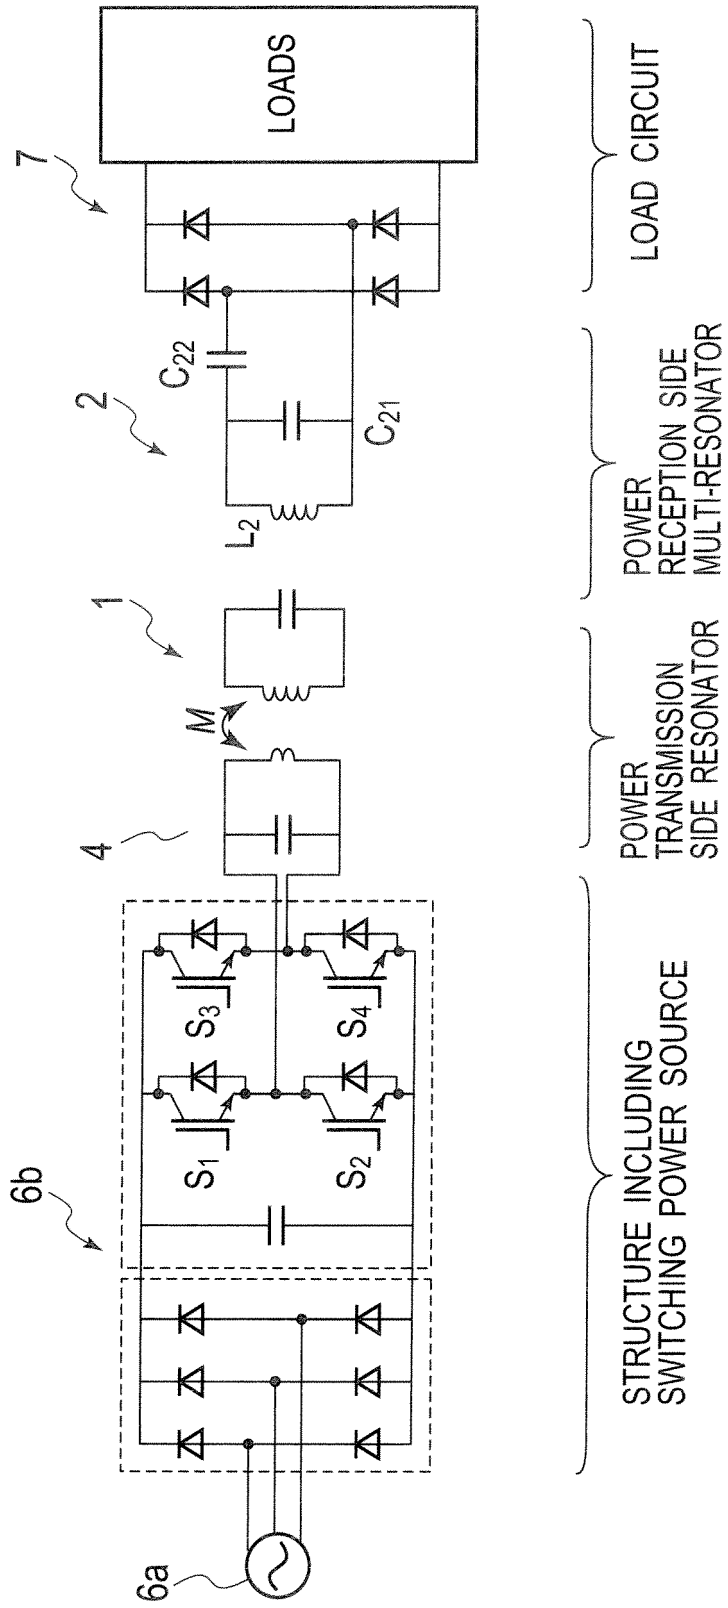 6a
6b
S1
S2
S3
S4
4
M
1
2
L2
C21
C22
7
LOADS
STRUCTURE INCLUDING
SWITCHING POWER SOURCE
POWER
TRANSMISSION
SIDE RESONATOR
POWER
RECEPTION SIDE
MULTI-RESONATOR
LOAD CIRCUIT